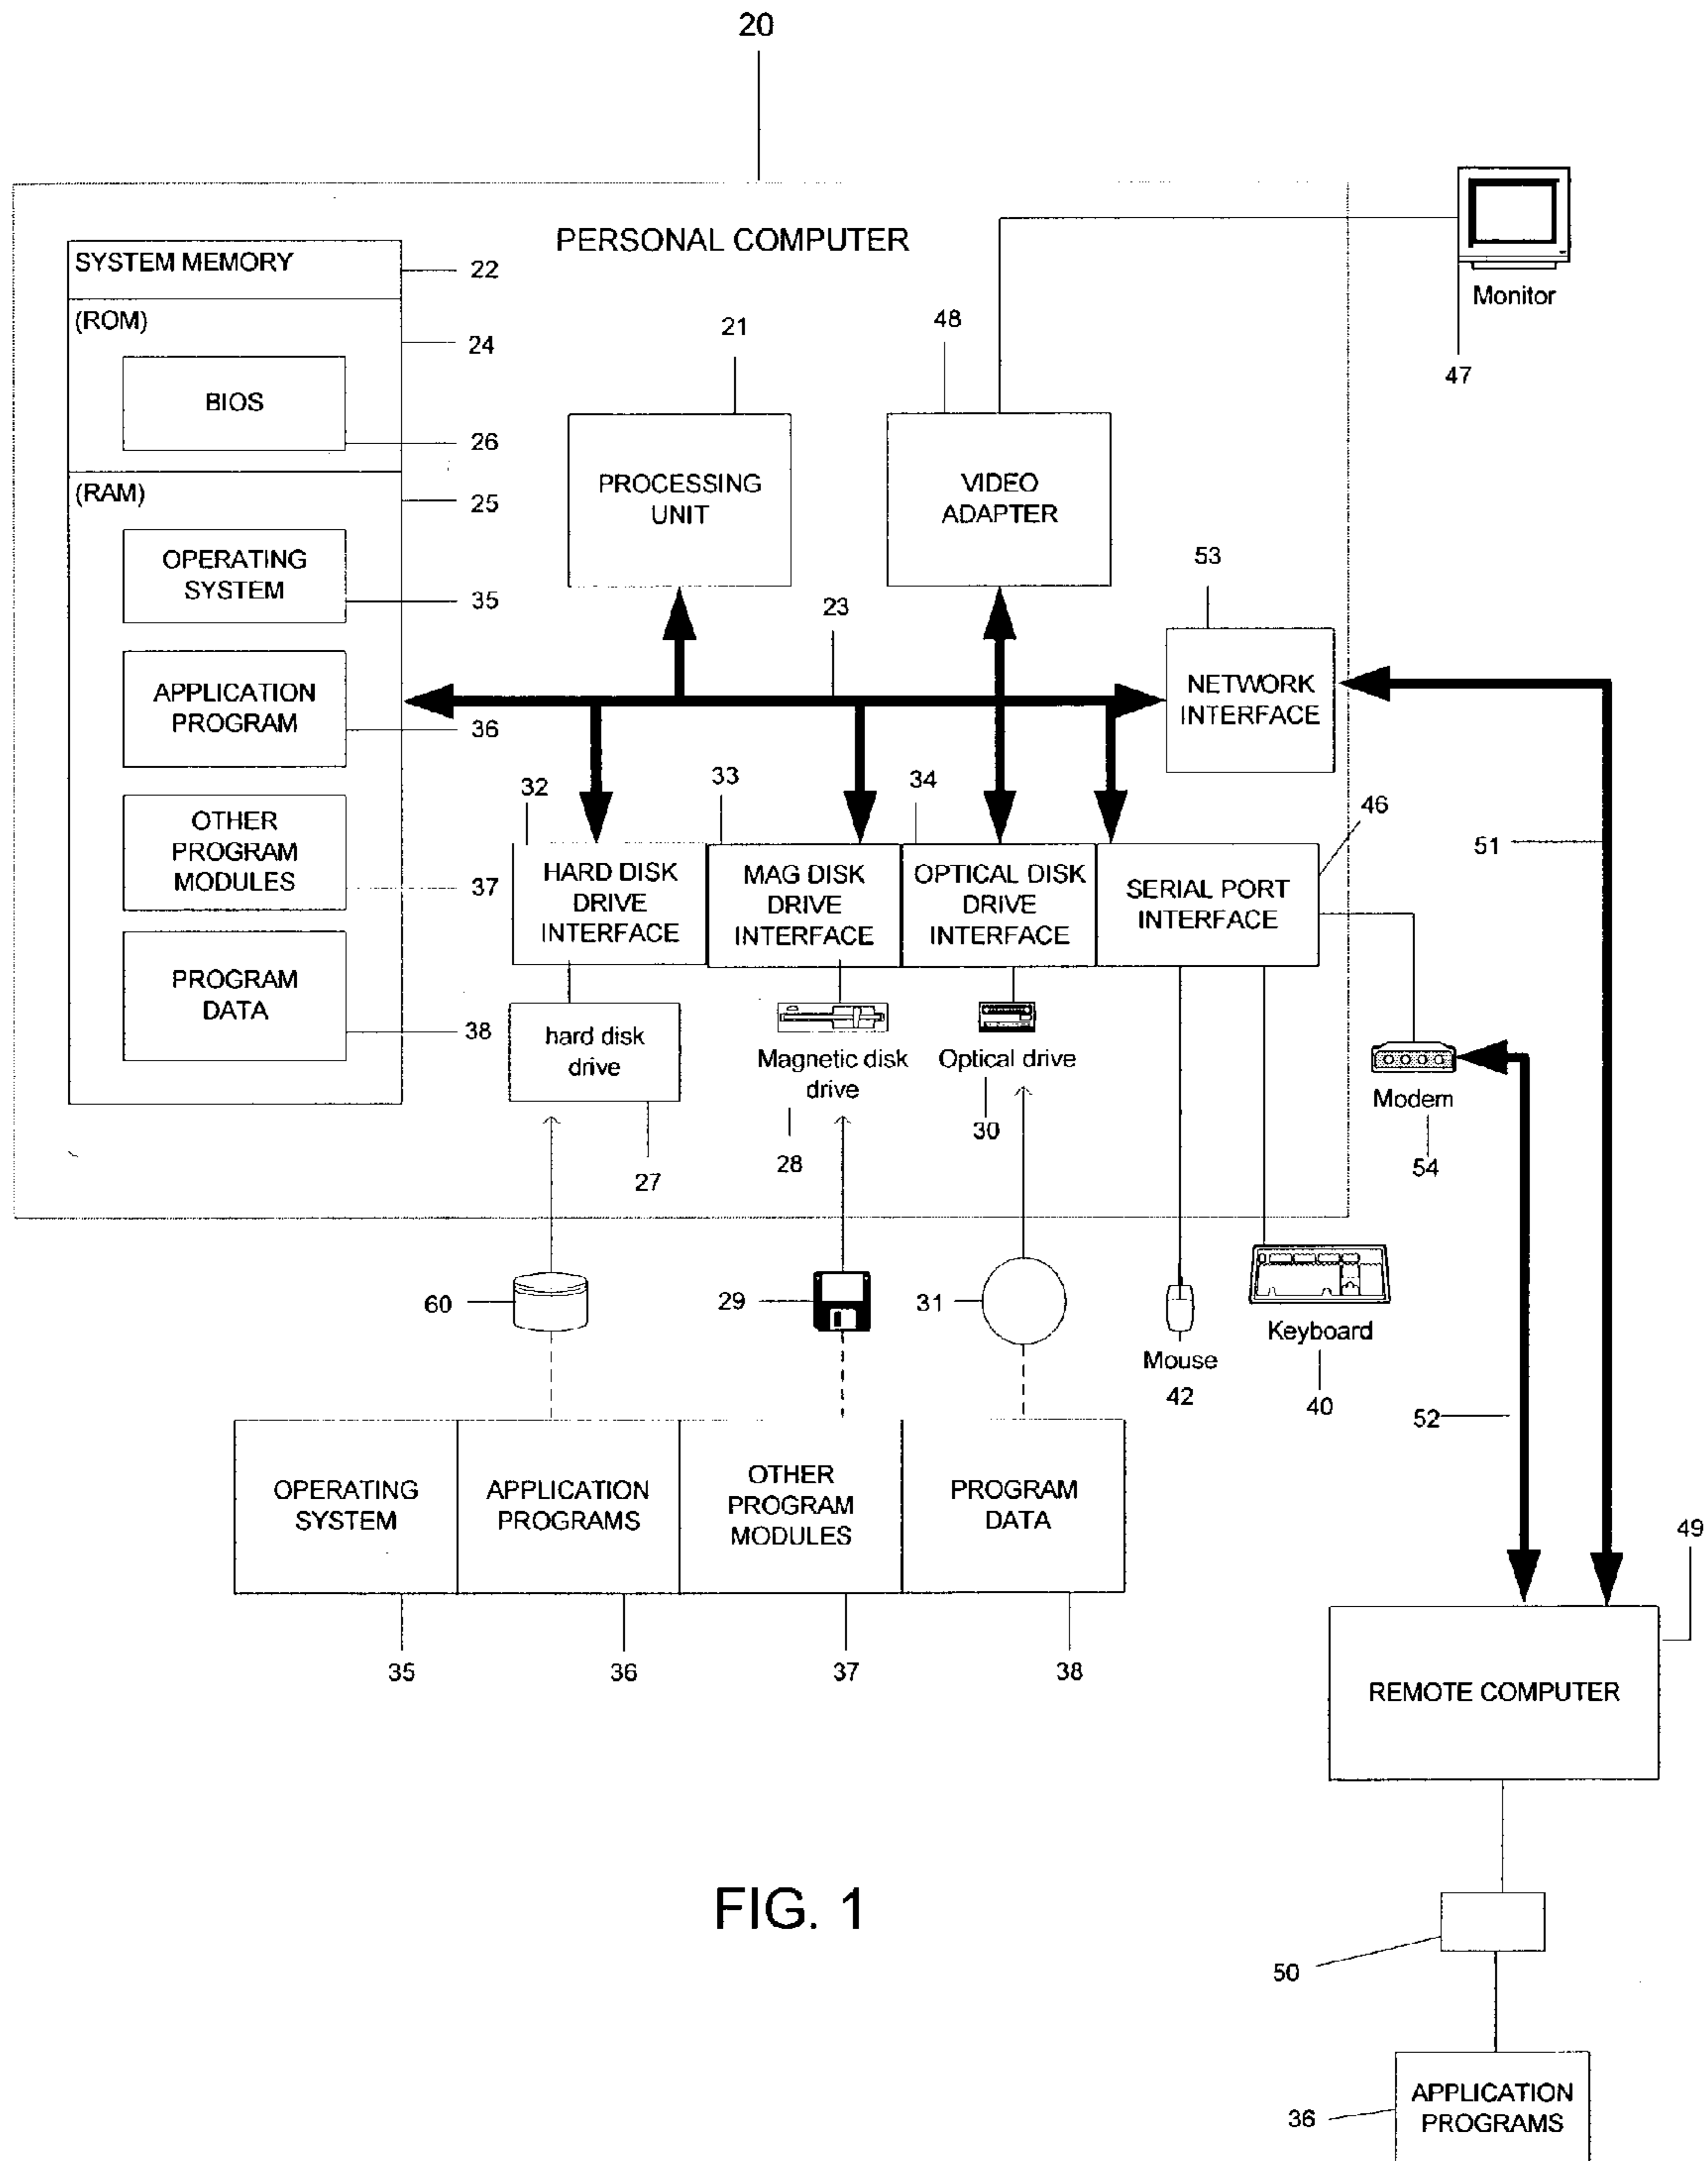 20
PERSONAL COMPUTER
SYSTEM MEMORY
22
(ROM)
24
BIOS
26
(RAM)
25
OPERATING
SYSTEM
35
APPLICATION
PROGRAM
36
OTHER
PROGRAM
MODULES
37
PROGRAM
DATA
38
21
PROCESSING
UNIT
48
VIDEO
ADAPTER
Monitor
47
23
53
NETWORK
INTERFACE
32
HARD DISK
DRIVE
INTERFACE
33
MAG DISK
DRIVE
INTERFACE
34
OPTICAL DISK
DRIVE
INTERFACE
46
SERIAL PORT
INTERFACE
51
hard disk
drive
27
Magnetic disk
drive
28
Optical drive
30
Modem
54
60
29
31
Mouse
42
Keyboard
40
52
OPERATING
SYSTEM
APPLICATION
PROGRAMS
OTHER
PROGRAM
MODULES
PROGRAM
DATA
35
36
37
38
49
REMOTE COMPUTER
FIG. 1
50
36
APPLICATION
PROGRAMS